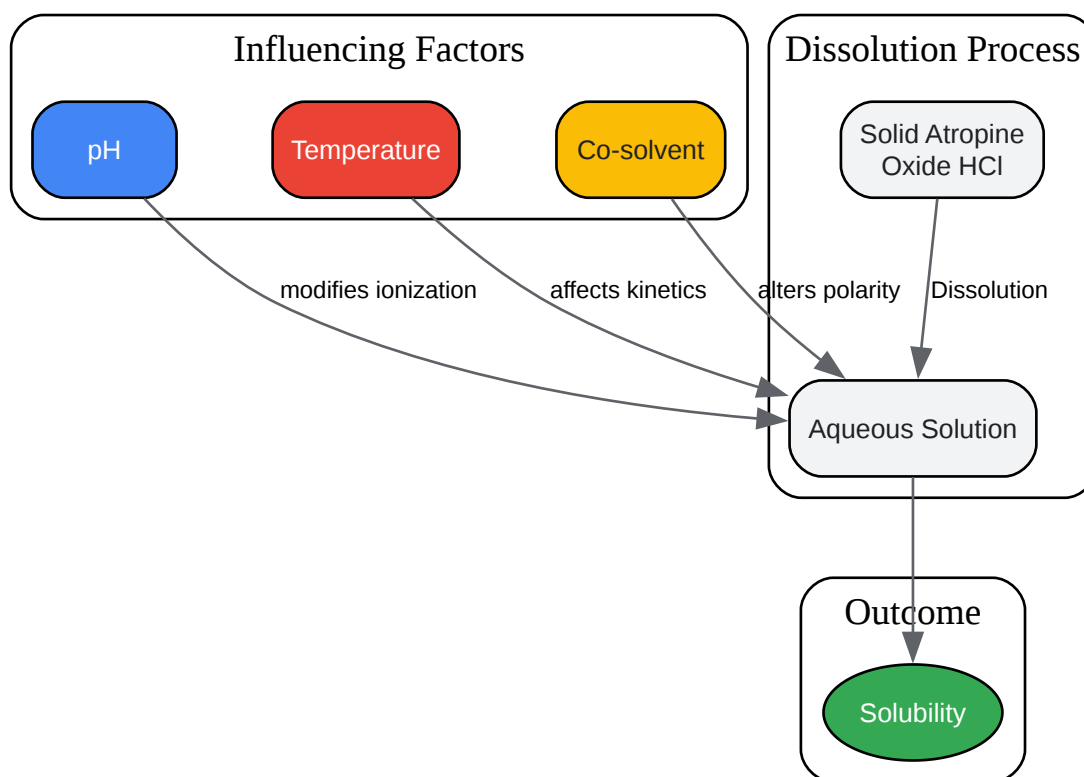 Influencing Factors
Dissolution Process
pH
Temperature
Co-solvent
Solid Atropine
Oxide HCl
modifies ionization
affects kinetics
alters polarity
Dissolution
Aqueous Solution
Outcome
Solubility